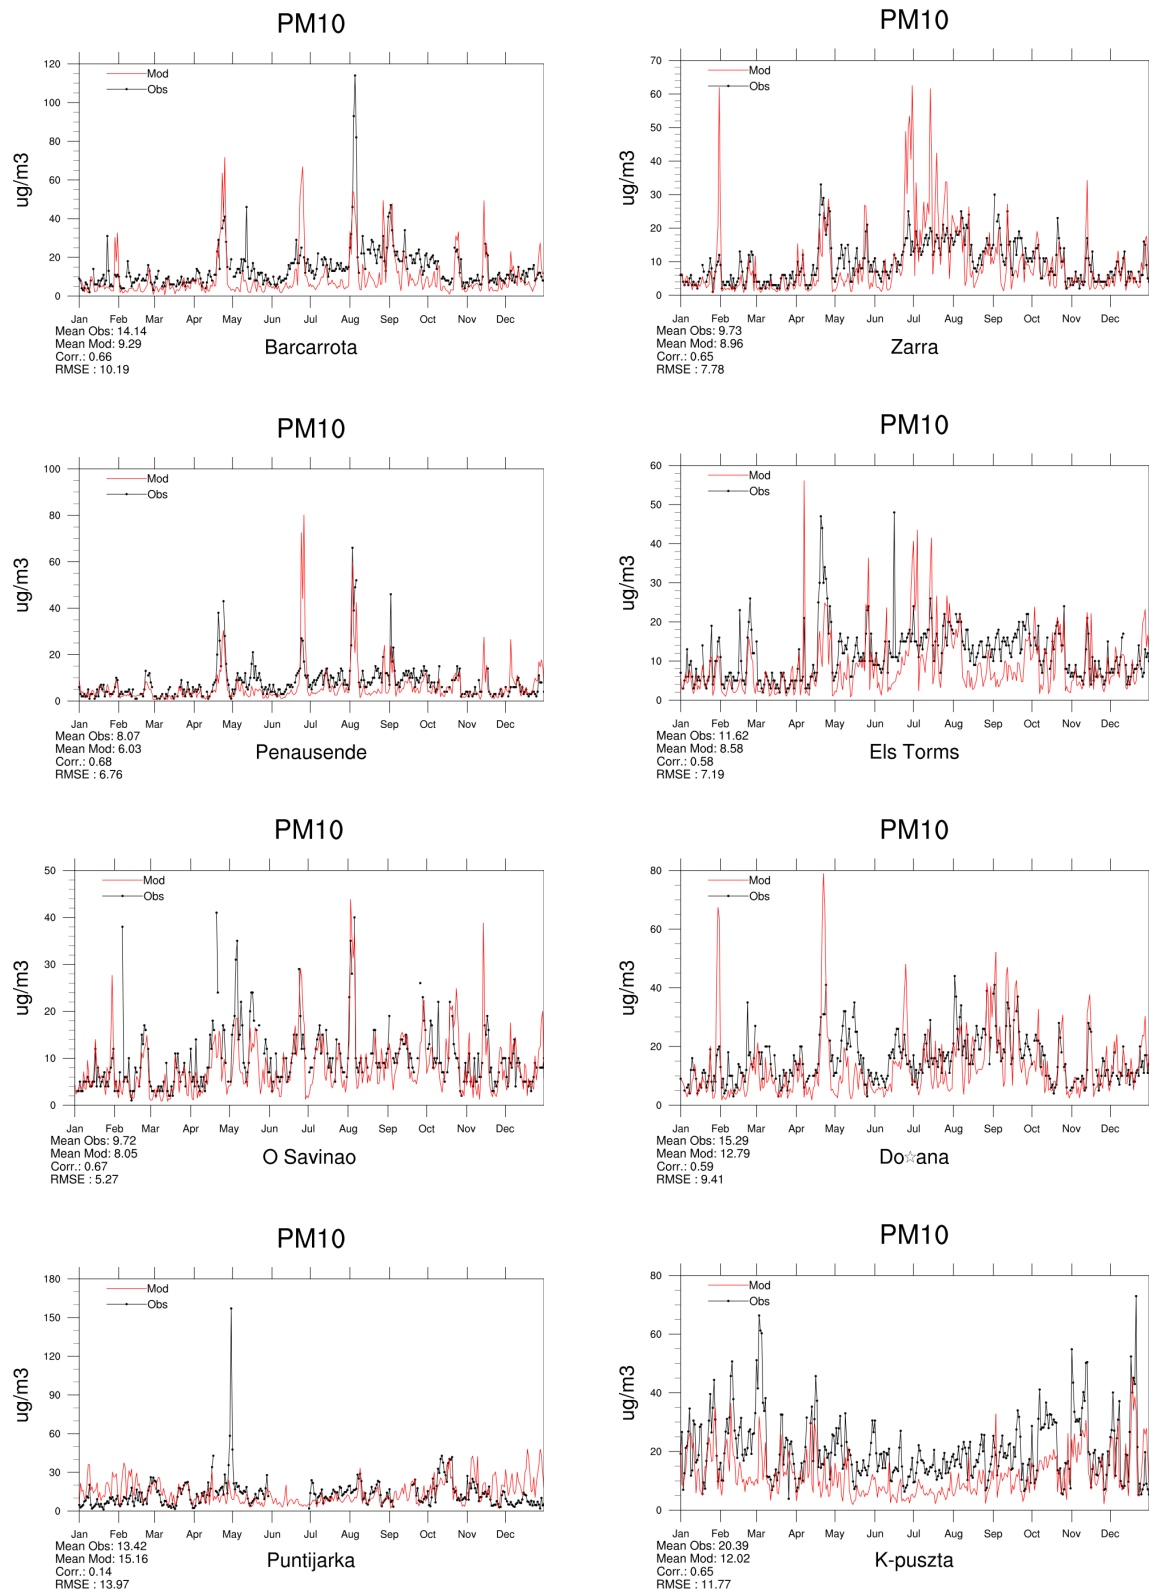 PM10
120
100
80
60
40
20
0
ug/m3
Mod
Obs
Jan Feb Mar Apr May Jun Jul Aug Sep Oct Nov Dec
Mean Obs: 14.14
Mean Mod: 9.29
Corr.: 0.66
RMSE : 10.19
Barcarrota
PM10
70
60
50
40
30
20
10
0
ug/m3
Mod
Obs
Jan Feb Mar Apr May Jun Jul Aug Sep Oct Nov Dec
Mean Obs: 9.73
Mean Mod: 8.96
Corr.: 0.65
RMSE : 7.78
Zarra
PM10
100
80
60
40
20
0
ug/m3
Mod
Obs
Jan Feb Mar Apr May Jun Jul Aug Sep Oct Nov Dec
Mean Obs: 8.07
Mean Mod: 6.03
Corr.: 0.68
RMSE : 6.76
Penausende
PM10
60
50
40
30
20
10
0
ug/m3
Mod
Obs
Jan Feb Mar Apr May Jun Jul Aug Sep Oct Nov Dec
Mean Obs: 11.62
Mean Mod: 8.58
Corr.: 0.58
RMSE : 7.19
Els Torms
PM10
50
40
30
20
10
0
ug/m3
Mod
Obs
Jan Feb Mar Apr May Jun Jul Aug Sep Oct Nov Dec
Mean Obs: 9.72
Mean Mod: 8.05
Corr.: 0.67
RMSE : 5.27
O Savinao
PM10
80
60
40
20
0
ug/m3
Mod
Obs
Jan Feb Mar Apr May Jun Jul Aug Sep Oct Nov Dec
Mean Obs: 15.29
Mean Mod: 12.79
Corr.: 0.59
RMSE : 9.41
Do☆ana
PM10
180
150
120
90
60
30
0
ug/m3
Mod
Obs
Jan Feb Mar Apr May Jun Jul Aug Sep Oct Nov Dec
Mean Obs: 13.42
Mean Mod: 15.16
Corr.: 0.14
RMSE : 13.97
Puntijarka
PM10
80
60
40
20
0
ug/m3
Mod
Obs
Jan Feb Mar Apr May Jun Jul Aug Sep Oct Nov Dec
Mean Obs: 20.39
Mean Mod: 12.02
Corr.: 0.65
RMSE : 11.77
K-puszta